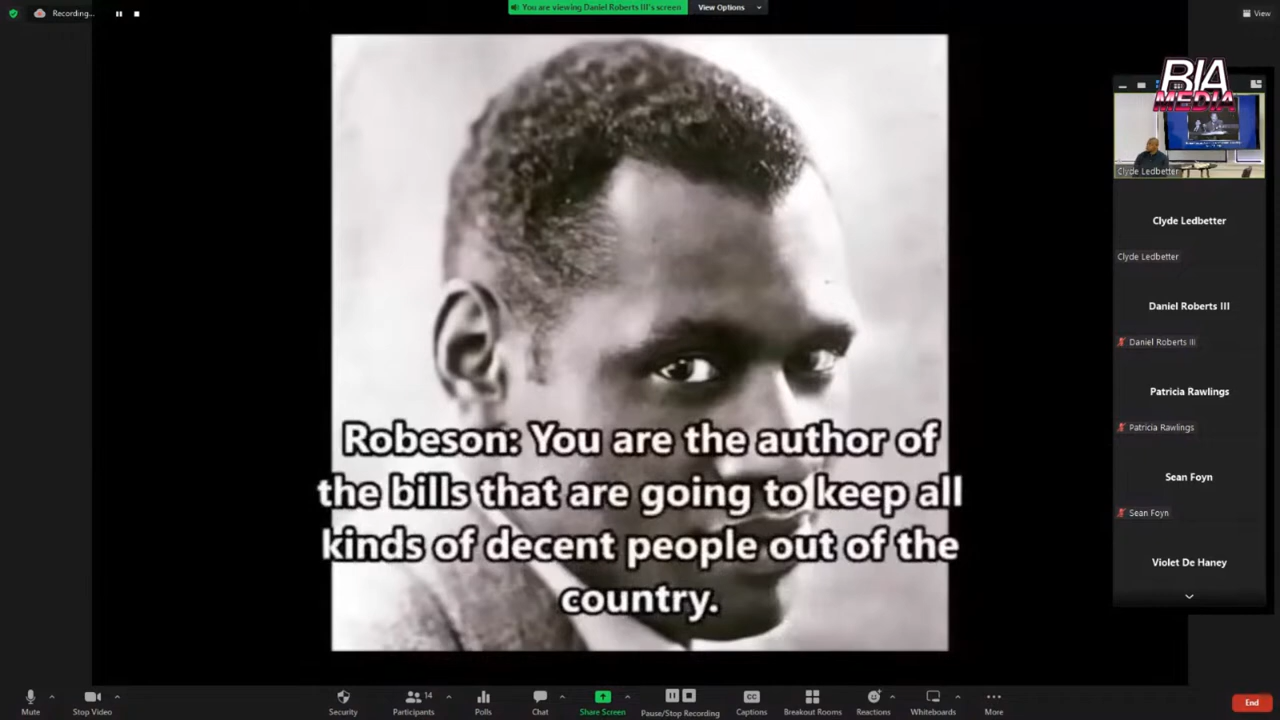 Recording...
You are viewing Daniel Roberts III's screen
View Options
View
BIA
MEDIA
Clyde Ledbetter
Clyde Ledbetter
Clyde Ledbetter
Daniel Roberts III
Daniel Roberts III
Patricia Rawlings
Patricia Rawlings
Sean Foyn
Sean Foyn
Violet De Haney
Robeson: You are the author of
the bills that are going to keep all
kinds of decent people out of the
country.
Mute
Stop Video
Security
Participants
14
Polls
Chat
Share Screen
Pause/Stop Recording
CC
Captions
Breakout Rooms
Reactions
Whiteboards
More
End